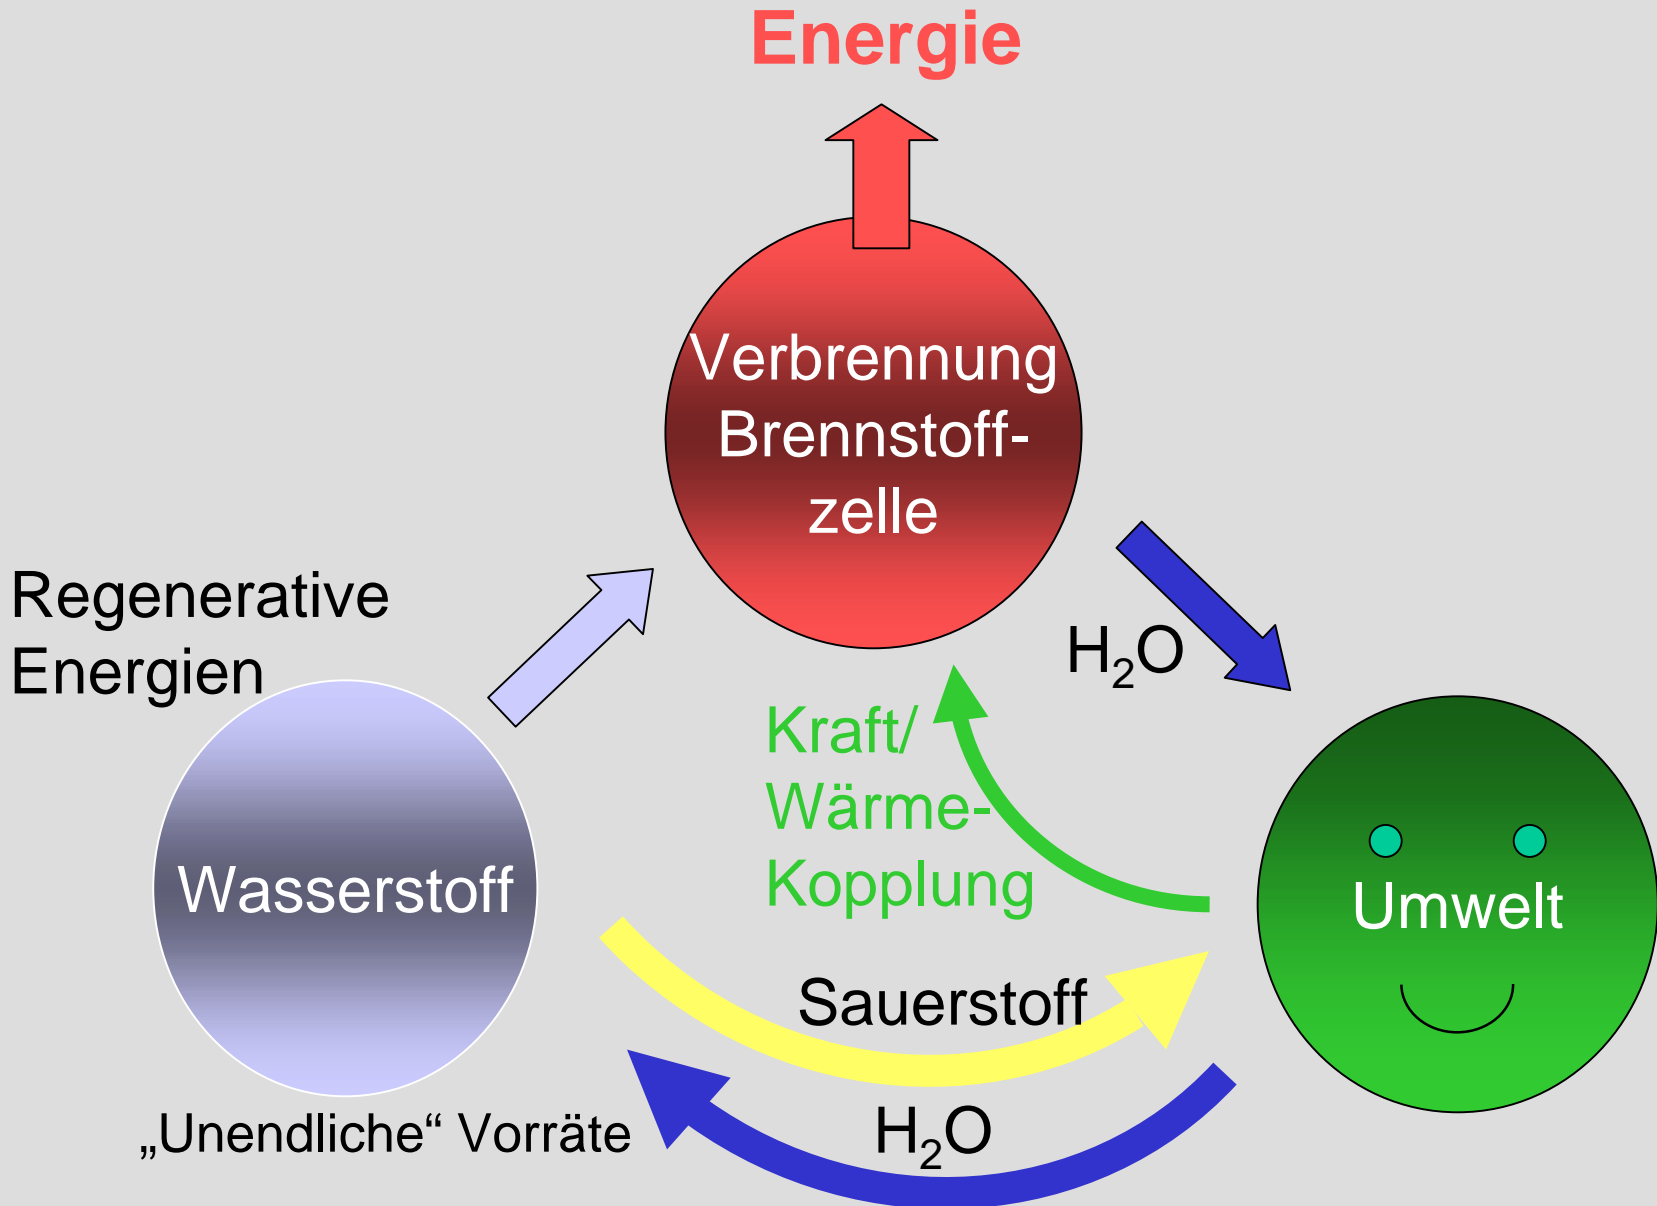 Energie
Verbrennung
Brennstoff-
zelle
Regenerative
Energien
H₂O
Kraft/
Wärme-
Kopplung
Wasserstoff
Umwelt
Sauerstoff
„Unendliche“ Vorräte
H₂O